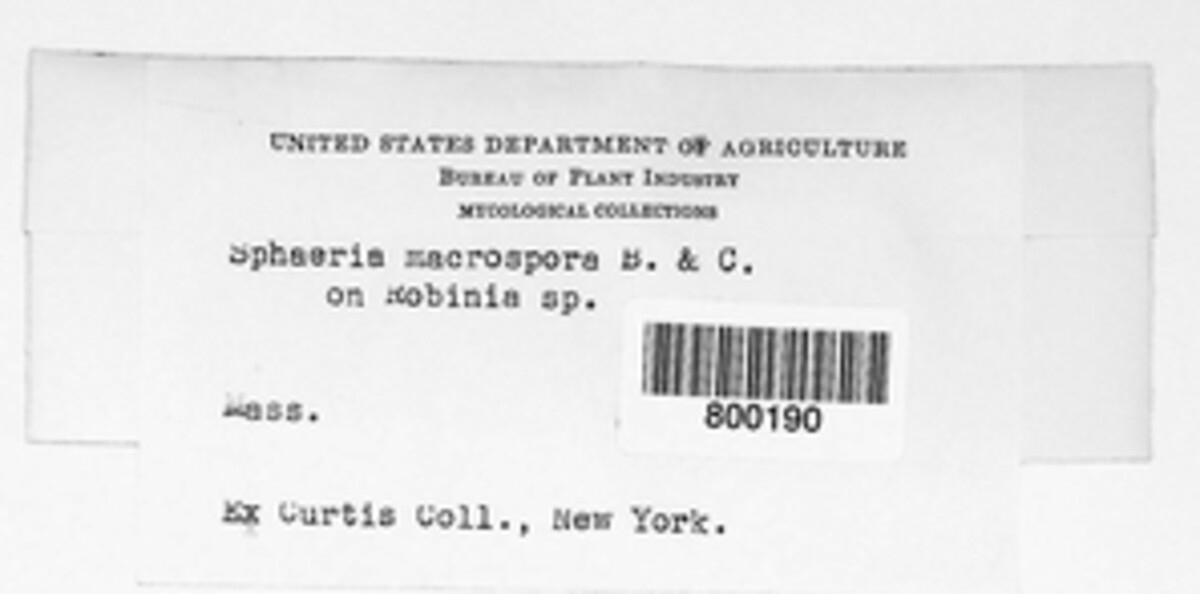 UNITED STATES DEPARTMENT OF AGRICULTURE
BUREAU OF PLANT INDUSTRY
MYCOLOGICAL COLLECTIONS
Sphaeria macrospora B. & C.
on Robinia sp.
800190
Mass.
Ex Curtis Coll., New York.